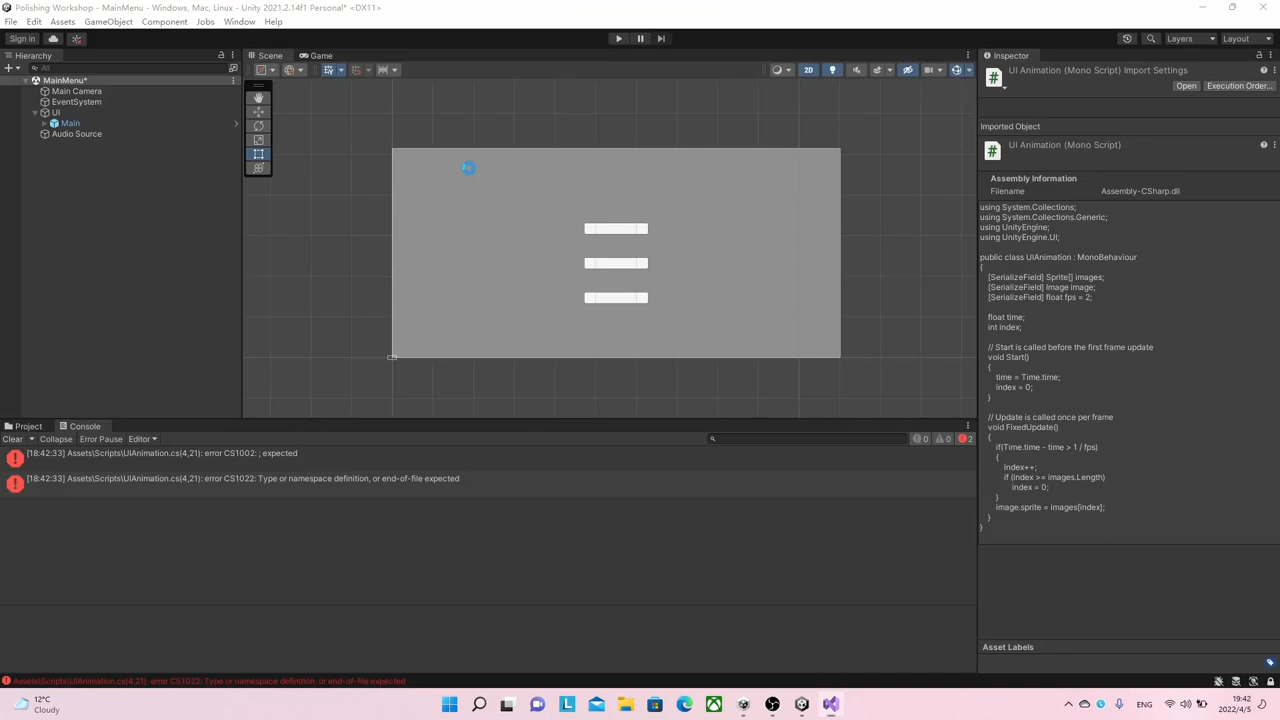 Polishing Workshop - MainMenu - Windows, Mac, Linux - Unity 2021.2.14f1 Personal* <DX11>
File Edit Assets GameObject Component Jobs Window Help
Sign in
Layers
Layout
Hierarchy
All
MainMenu*
Main Camera
EventSystem
UI
Main
Audio Source
Scene
Game
2D
Inspector
UI Animation (Mono Script) Import Settings
Open
Execution Order...
Imported Object
UI Animation (Mono Script)
Assembly Information
Filename Assembly-CSharp.dll
using System.Collections;
using System.Collections.Generic;
using UnityEngine;
using UnityEngine.UI;
public class UIAnimation : MonoBehaviour
{
[SerializeField] Sprite[] images;
[SerializeField] Image image;
[SerializeField] float fps = 2;
float time;
int index;
// Start is called before the first frame update
void Start()
{
time = Time.time;
index = 0;
}
// Update is called once per frame
void FixedUpdate()
{
if(Time.time - time > 1 / fps)
{
index++;
if (index >= images.Length)
index = 0;
}
image.sprite = images[index];
}
}
Asset Labels
Project
Console
Clear
Collapse
Error Pause
Editor
0
0
2
[18:42:33] Assets\Scripts\UIAnimation.cs(4,21): error CS1002: ; expected
[18:42:33] Assets\Scripts\UIAnimation.cs(4,21): error CS1022: Type or namespace definition, or end-of-file expected
Assets\Scripts\UIAnimation.cs(4,21): error CS1022: Type or namespace definition, or end-of-file expected
12°C
Cloudy
ENG
19:42
2022/4/5